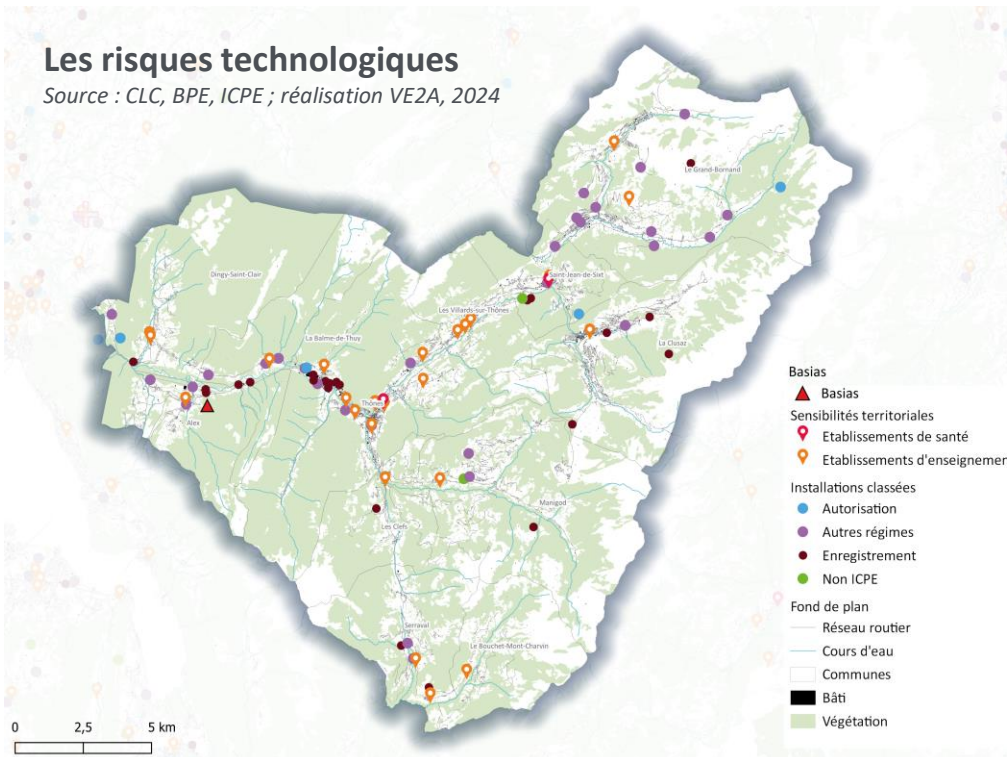 Les risques technologiques
Source : CLC, BPE, ICPE ; réalisation VE2A, 2024
Le Grand-Bornand
Saint-Jean-de-Sixt
Dingy-Saint-Clair
Les Villards-sur-Thônes
La Balme-de-Thuy
La Clusaz
Thônes
Alex
Manigod
Les Clefs
Serraval
Le Bouchet-Mont-Charvin
Basias
Basias
Sensibilités territoriales
Etablissements de santé
Etablissements d'enseignement
Installations classées
Autorisation
Autres régimes
Enregistrement
Non ICPE
Fond de plan
Réseau routier
Cours d'eau
Communes
Bâti
Végétation
0 2,5 5 km